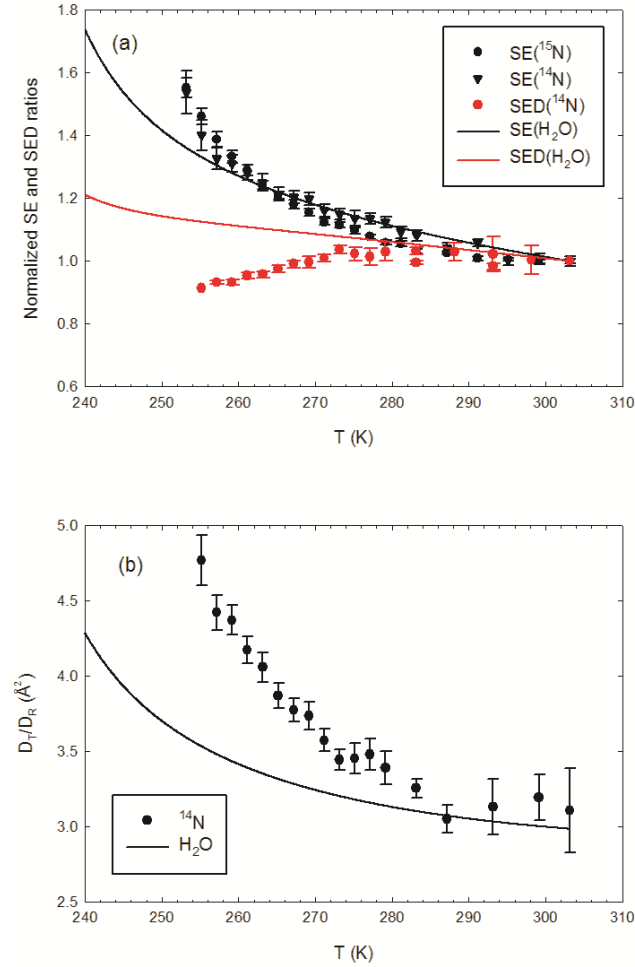 1.8
(a)
SE(¹⁵N)
SE(¹⁴N)
SED(¹⁴N)
SE(H₂O)
SED(H₂O)
1.6
1.4
1.2
1.0
0.8
0.6
Normalized SE and SED ratios
240 250 260 270 280 290 300 310
T (K)
5.0
(b)
4.5
4.0
3.5
3.0
2.5
D_T/D_R (Å²)
¹⁴N
H₂O
240 250 260 270 280 290 300 310
T (K)